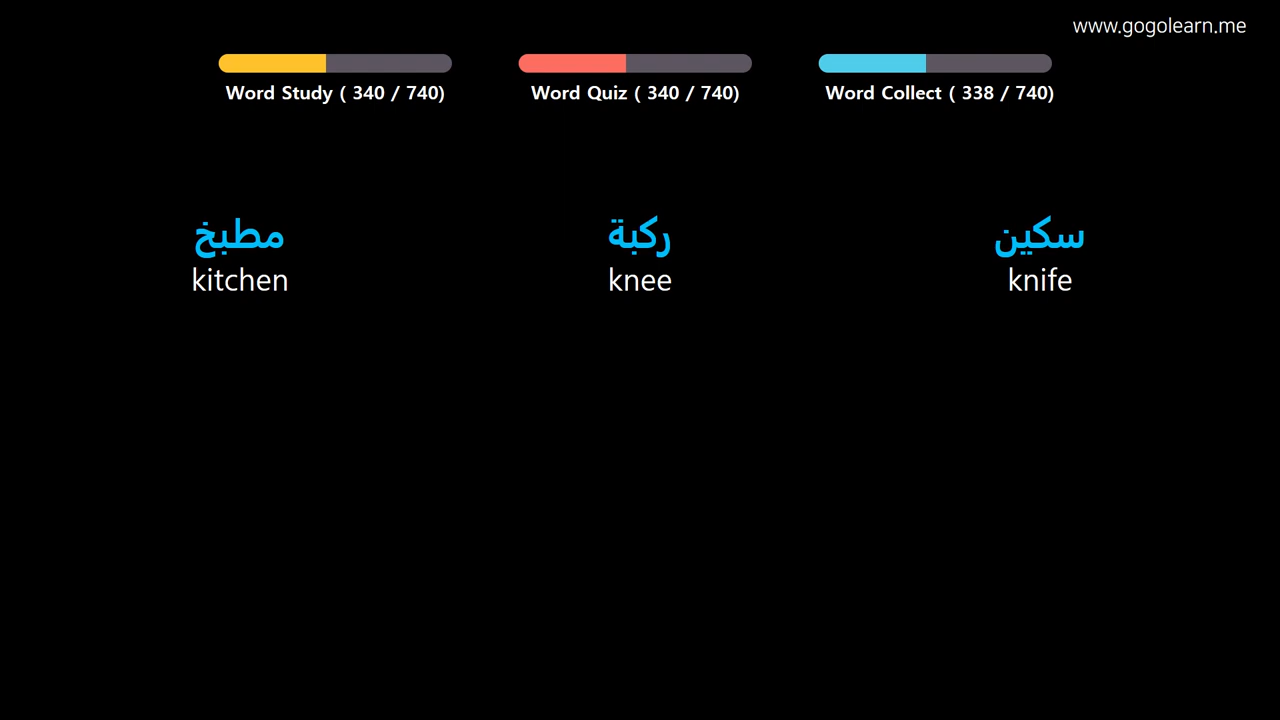 www.gogolearn.me
Word Study ( 340 / 740)
Word Quiz ( 340 / 740)
Word Collect ( 338 / 740)
مطبخ
kitchen
ركبة
knee
سكين
knife